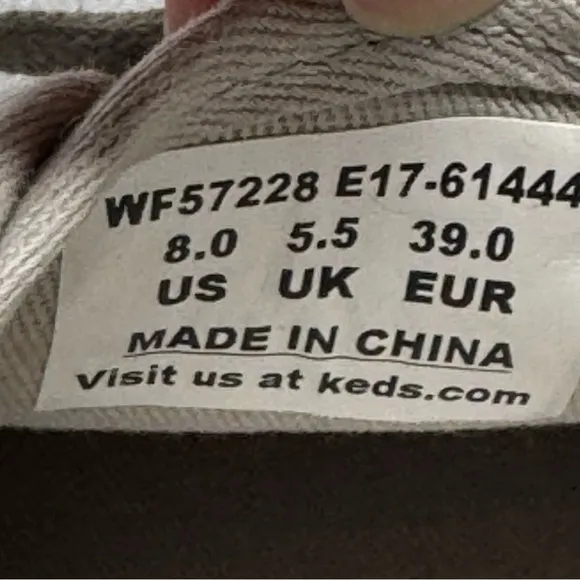 WF57228 E17-61444
8.0 5.5 39.0
US UK EUR
MADE IN CHINA
Visit us at keds.com